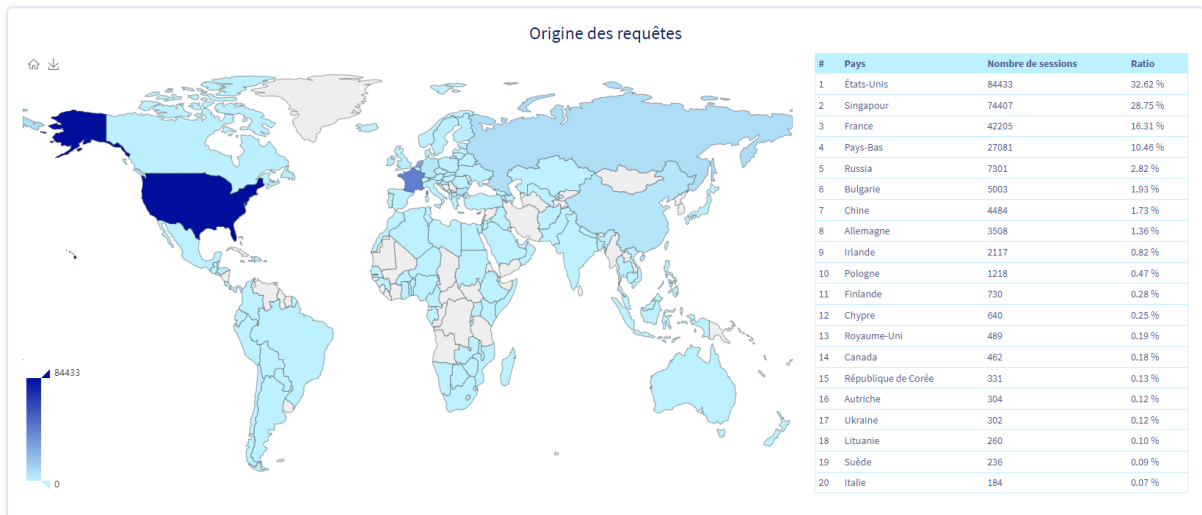 Origine des requêtes
84433
0
# Pays Nombre de sessions Ratio
1 États-Unis 84433 32.62 %
2 Singapour 74407 28.75 %
3 France 42205 16.31 %
4 Pays-Bas 27081 10.46 %
5 Russia 7301 2.82 %
6 Bulgarie 5003 1.93 %
7 Chine 4484 1.73 %
8 Allemagne 3508 1.36 %
9 Irlande 2117 0.82 %
10 Pologne 1218 0.47 %
11 Finlande 730 0.28 %
12 Chypre 640 0.25 %
13 Royaume-Uni 489 0.19 %
14 Canada 462 0.18 %
15 République de Corée 331 0.13 %
16 Autriche 304 0.12 %
17 Ukraine 302 0.12 %
18 Lituanie 260 0.10 %
19 Suède 236 0.09 %
20 Italie 184 0.07 %